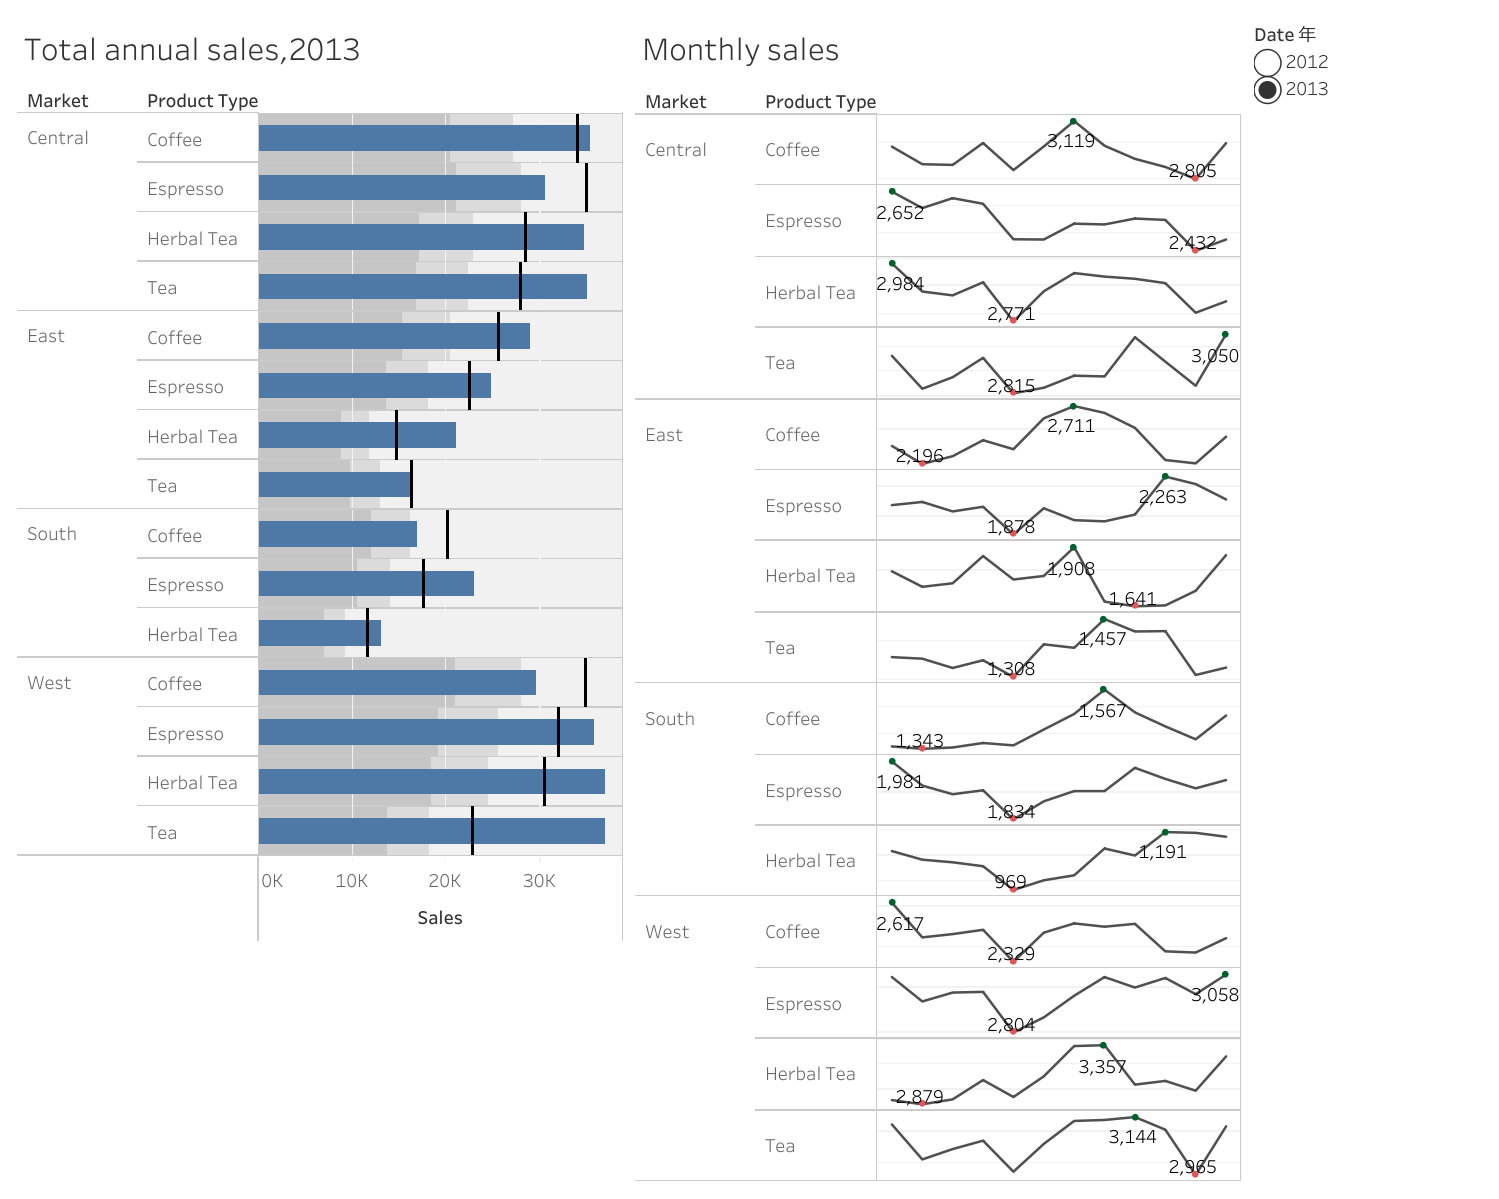 Total annual sales,2013
Market Product Type
Central Coffee
Espresso
Herbal Tea
Tea
East Coffee
Espresso
Herbal Tea
Tea
South Coffee
Espresso
Herbal Tea
West Coffee
Espresso
Herbal Tea
Tea
0K 10K 20K 30K
Sales
Monthly sales
Market Product Type
Central Coffee 3,119 2,805
Espresso 2,652 2,432
Herbal Tea 2,984 2,771
Tea 2,815 3,050
East Coffee 2,196 2,711
Espresso 1,878 2,263
Herbal Tea 1,908 1,641
Tea 1,308 1,457
South Coffee 1,343 1,567
Espresso 1,981 1,834
Herbal Tea 969 1,191
West Coffee 2,617 2,329
Espresso 2,804 3,058
Herbal Tea 2,879 3,357
Tea 3,144 2,965
Date 年
2012
2013